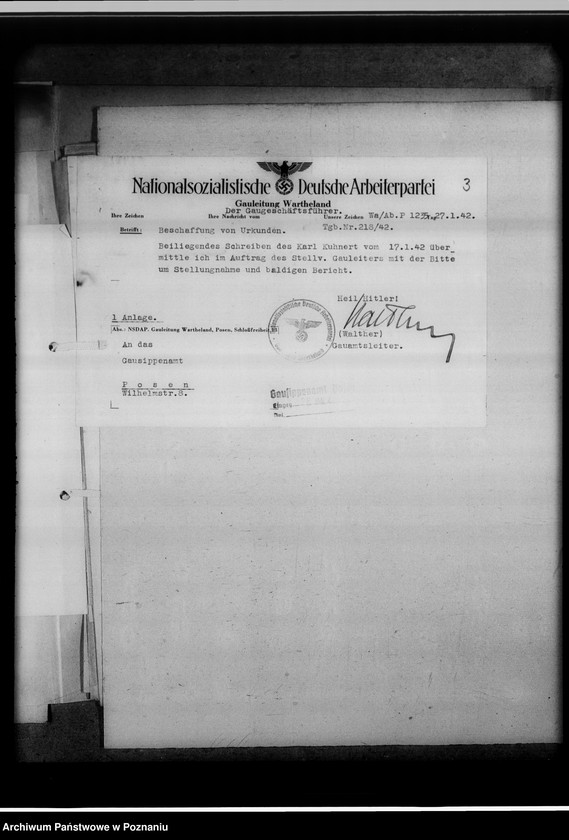 Nationalsozialistische Deutsche Arbeiterpartei
3
Gauleitung Wartheland
Der Gaugeschäftsführer.
Ihre Zeichen Ihre Nachricht vom Unsere Zeichen Wa/Ab.P 27.1.42.
Betrifft: Beschaffung von Urkunden. Tgb.Nr.218/42.
Beiliegendes Schreiben des Karl Kuhnert vom 17.1.42 über_
mittle ich im Auftrag des Stellv. Gauleiters mit der Bitte
um Stellungnahme und baldigen Bericht.
Heil Hitler!
1 Anlage.
Abs.: NSDAP. Gauleitung Wartheland, Posen, Schloßfreiheit
(Walther)
An das
Gauamtsleiter.
Gausippenamt
Posen
Wilhelmstr.8.
Gausippenamt
Archiwum Państwowe w Poznaniu